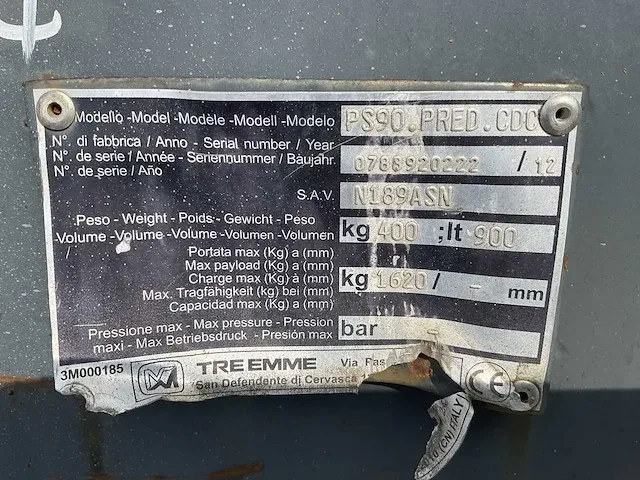 Modello -Model -Modèle -Modell -Modelo PS90.PRED.CDC
N°. di fabbrica / Anno - Serial number / Year
N°. de serie / Année - Seriennummer / Baujahr 0788920222 / 12
N°. de serie / Año
S.A.V. N189ASN
Peso - Weight - Poids - Gewicht - Peso kg 400 ;lt 900
Volume -Volume -Volume -Volumen -Volumen
Portata max (Kg) a (mm)
Max payload (Kg) a (mm)
Charge max (Kg) à (mm) kg 1620 / - mm
Max. Tragfähigkeit (kg) bei (mm)
Capacidad max (Kg) a (mm)
Pressione max - Max pressure - Pression bar -
maxi - Max Betriebsdruck - Presión max
3M000185 TRE EMME Via
San Defendente di Cervasca CE
(CN) ITALY